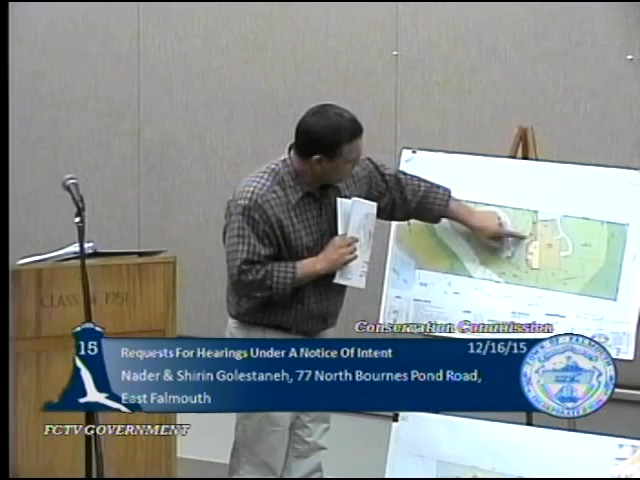 CLASS OF 1951
Conservation Commission
15
Requests For Hearings Under A Notice Of Intent
12/16/15
Nader & Shirin Golestaneh, 77 North Bournes Pond Road,
East Falmouth
FCTV GOVERNMENT